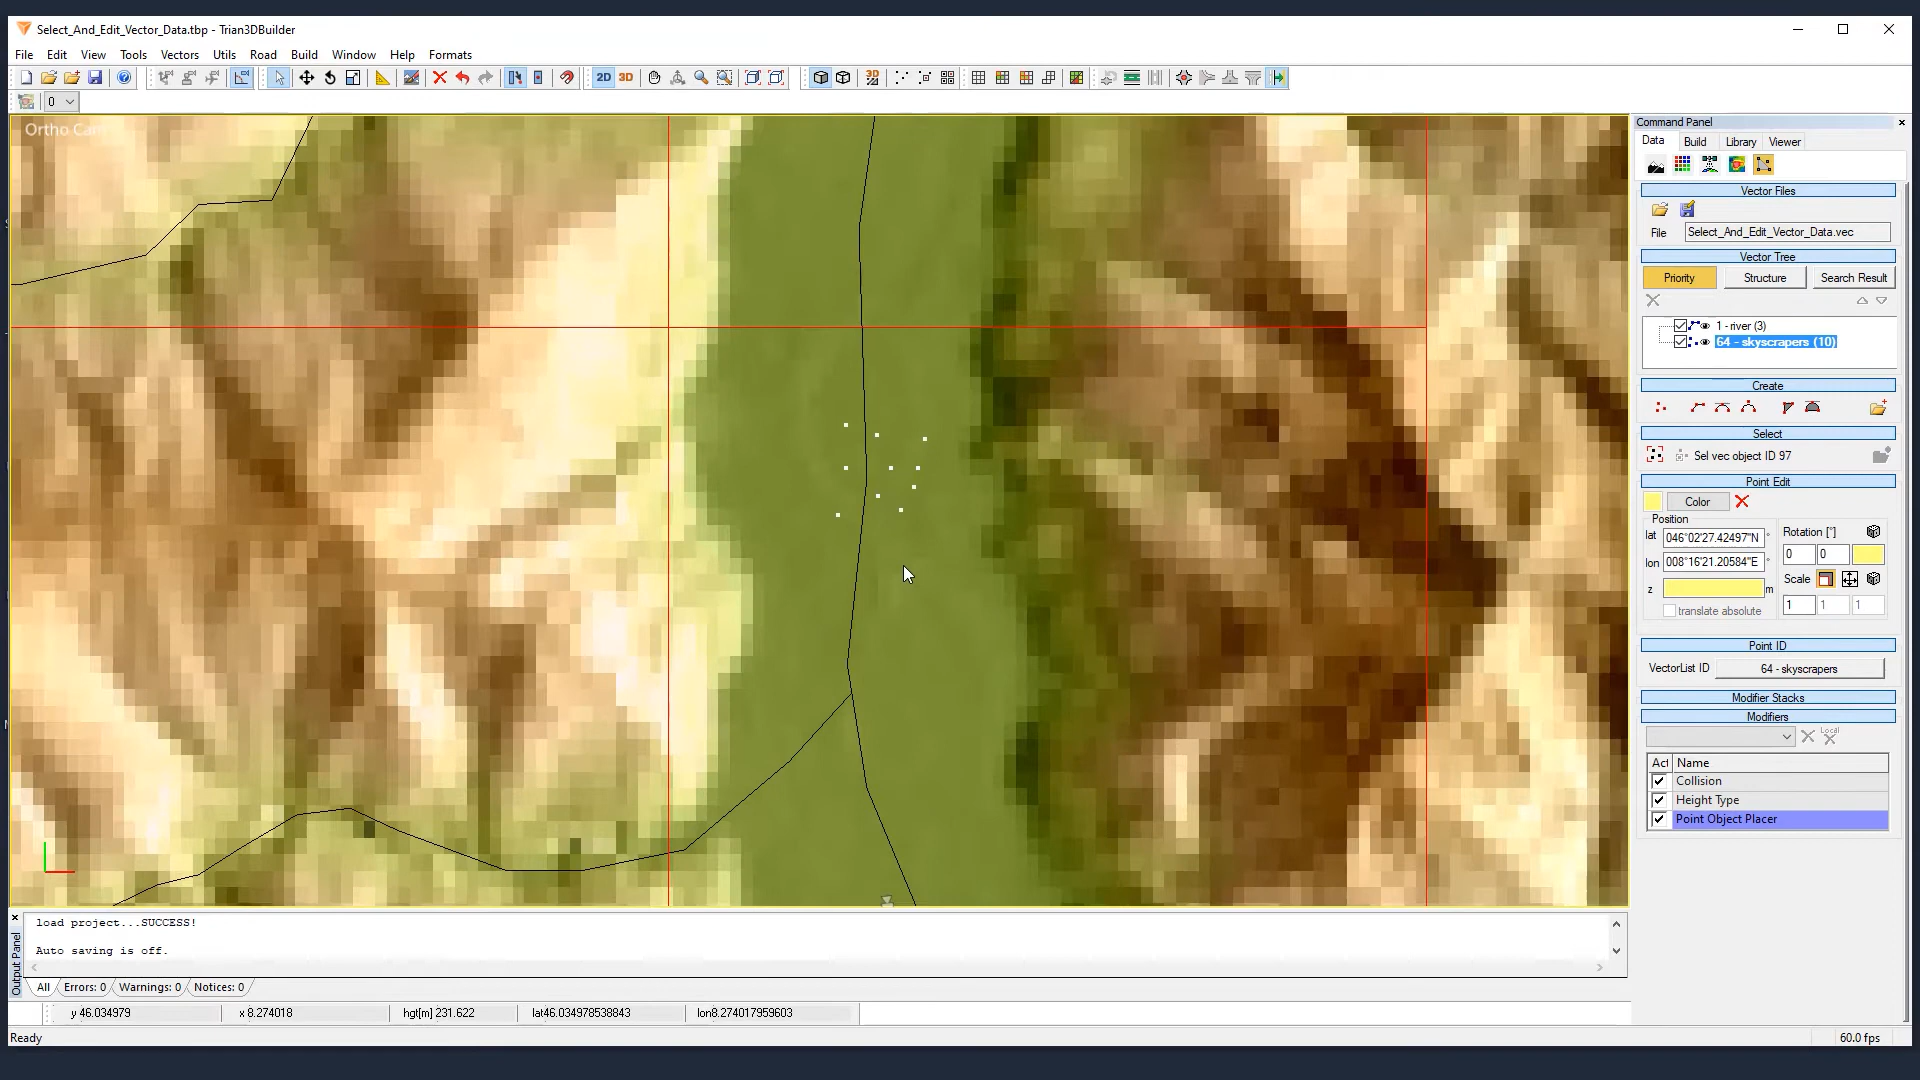 Select_And_Edit_Vector_Data.tbp - Trian3DBuilder
File Edit View Tools Vectors Utils Road Build Window Help Formats
2D 3D 3D
0
Ortho Cam
Command Panel
Data Build Library Viewer
Vector Files
File Select_And_Edit_Vector_Data.vec
Vector Tree
Priority Structure Search Result
1 - river (3)
64 - skyscrapers (10)
Create
Select
Sel vec object ID 97
Point Edit
Color
Position
Rotation [°]
lat 046°02'27.42497"N °
0 0
lon 008°16'21.20584"E °
Scale
z m
1 1 1
translate absolute
Point ID
VectorList ID 64 - skyscrapers
Modifier Stacks
Modifiers
Local
Act Name
Collision
Height Type
Point Object Placer
Output Panel
load project...SUCCESS!
Auto saving is off.
All Errors: 0 Warnings: 0 Notices: 0
y 46.034979 x 8.274018 hgt[m] 231.622 lat46.034978538843 lon8.274017959603
Ready 60.0 fps